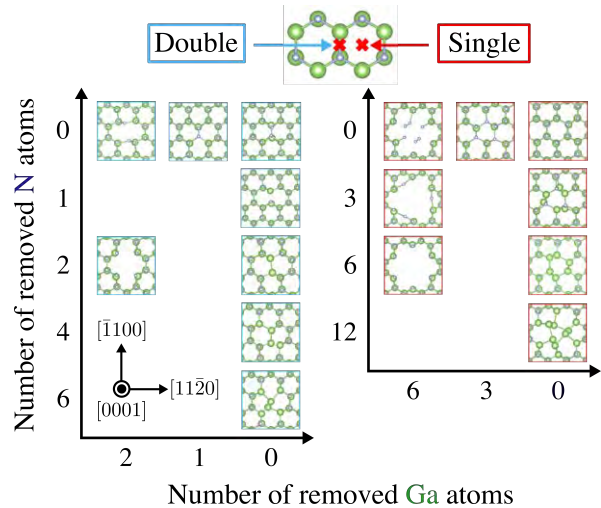 Double
Single
Number of removed N atoms
0
1
2
4
6
[1̄100]
[112̄0]
[0001]
2 1 0
0
3
6
12
6 3 0
Number of removed Ga atoms